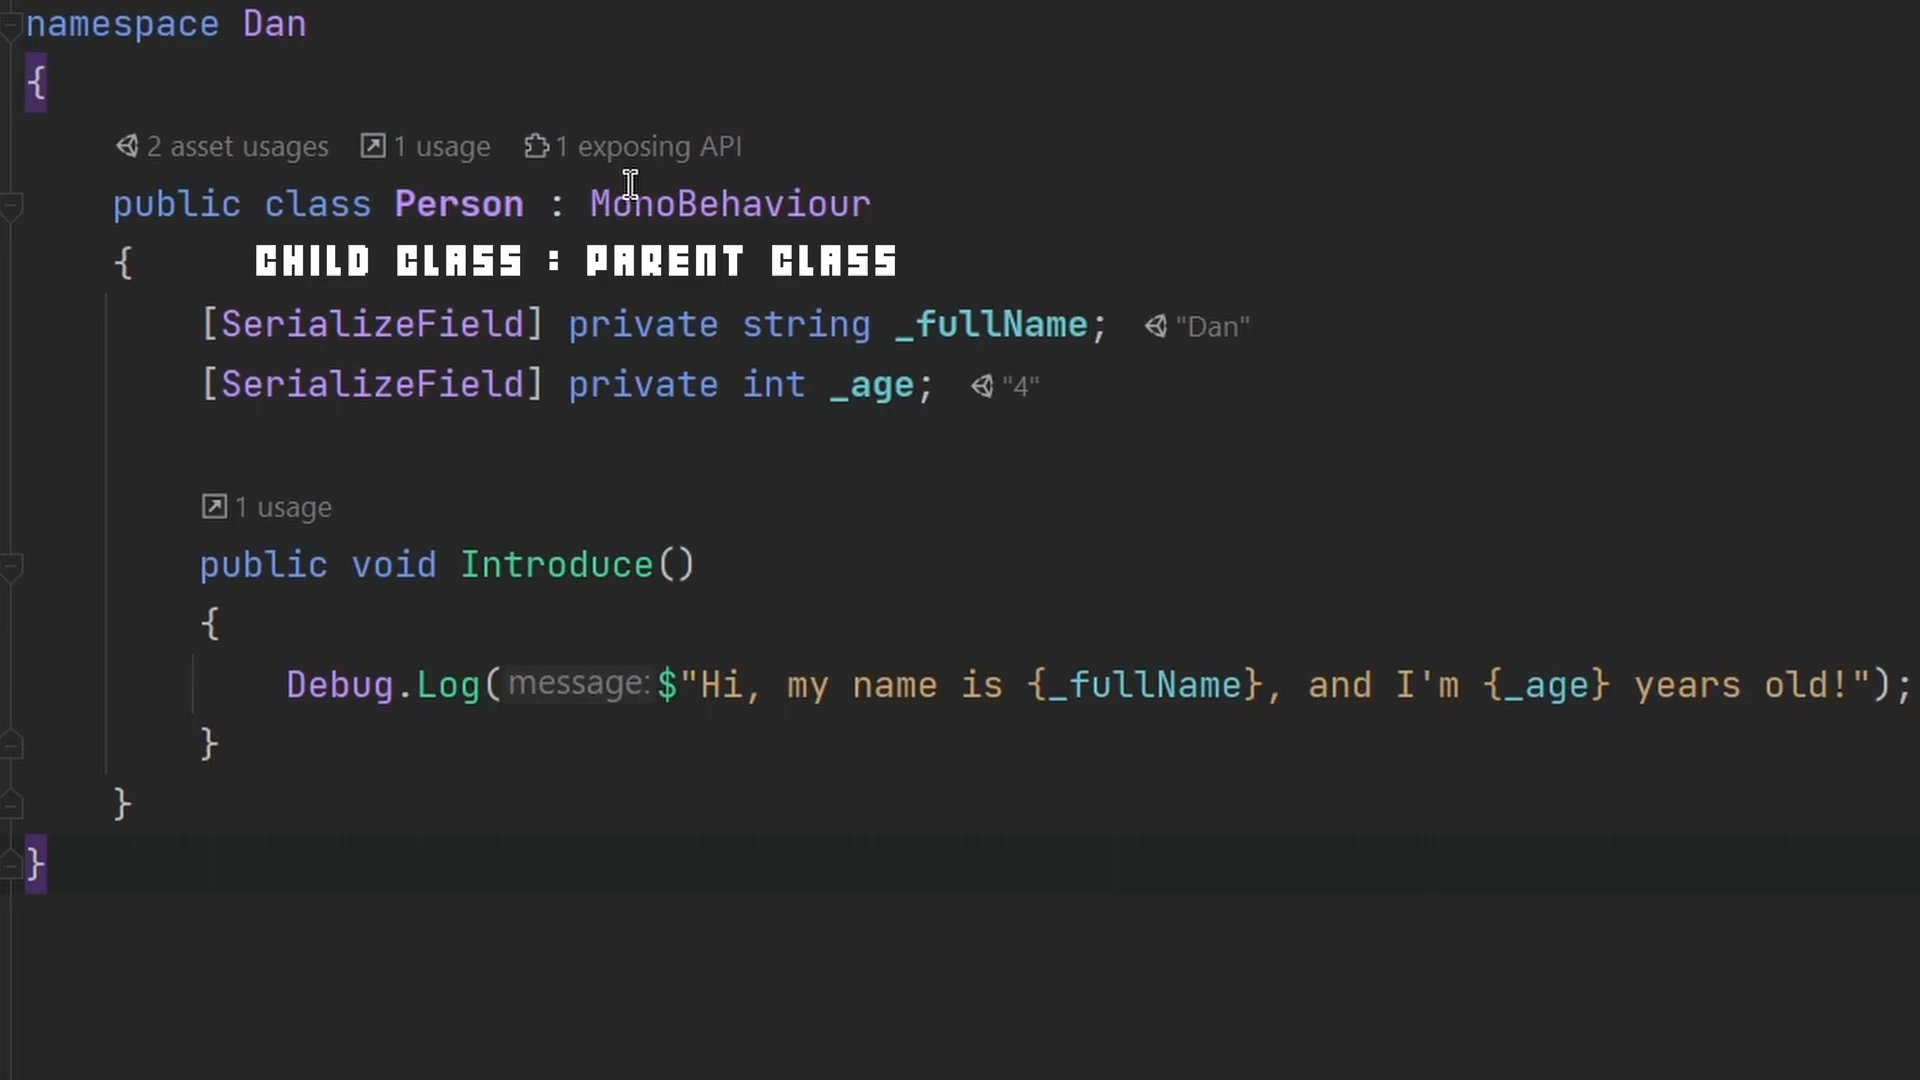 namespace Dan
{
2 asset usages 1 usage 1 exposing API
public class Person : MonoBehaviour
{ CHILD CLASS : PARENT CLASS
[SerializeField] private string _fullName; "Dan"
[SerializeField] private int _age; "4"
1 usage
public void Introduce()
{
Debug.Log(message:$"Hi, my name is {_fullName}, and I'm {_age} years old!");
}
}
}